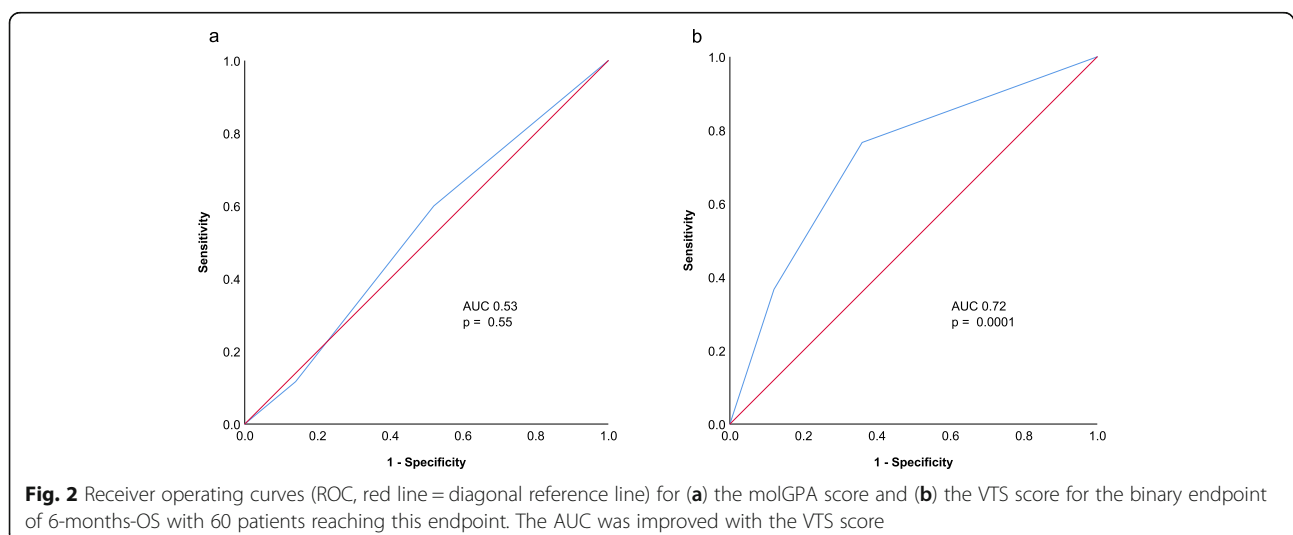 a
1.0
0.8
0.6
0.4
0.2
0.0
Sensitivity
AUC 0.53
p = 0.55
0.0 0.2 0.4 0.6 0.8 1.0
1 - Specificity
b
1.0
0.8
0.6
0.4
0.2
0.0
Sensitivity
AUC 0.72
p = 0.0001
0.0 0.2 0.4 0.6 0.8 1.0
1 - Specificity
Fig. 2 Receiver operating curves (ROC, red line = diagonal reference line) for (a) the molGPA score and (b) the VTS score for the binary endpoint
of 6-months-OS with 60 patients reaching this endpoint. The AUC was improved with the VTS score